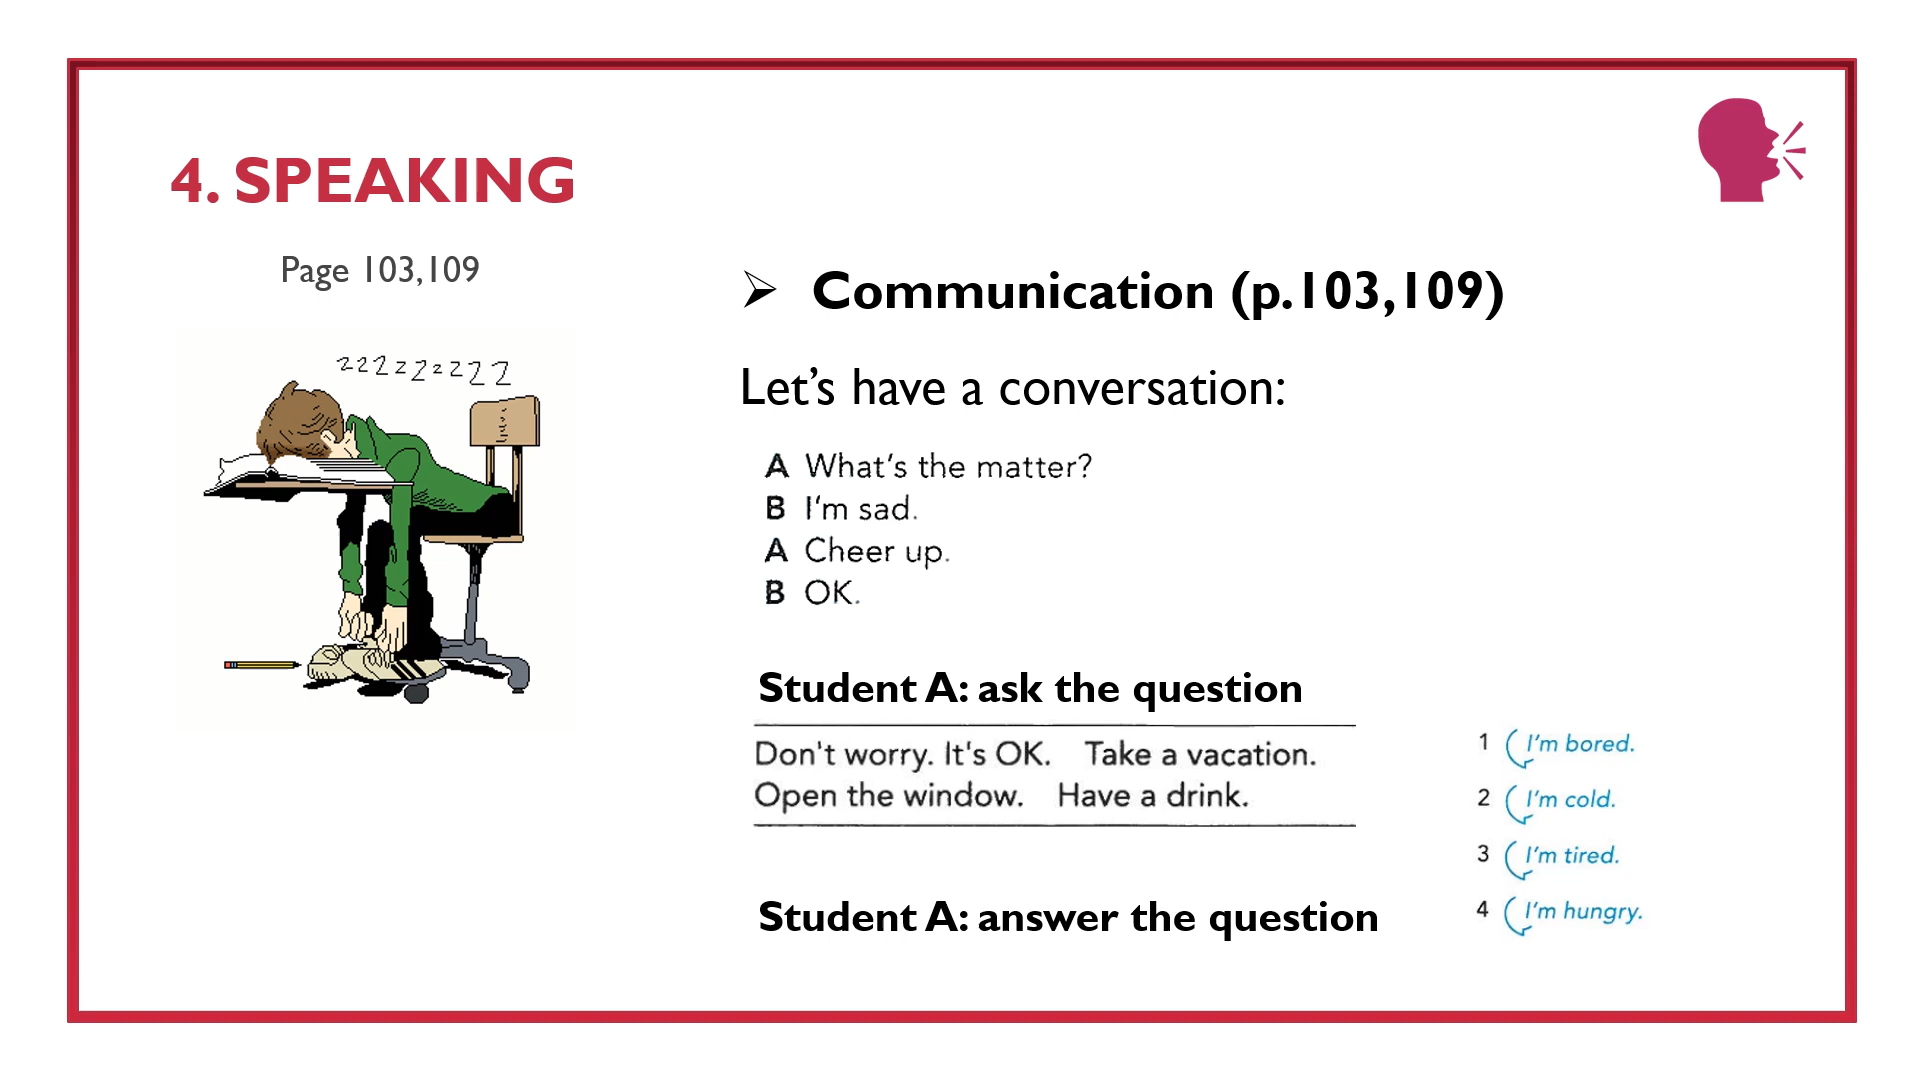 4. SPEAKING
Page 103,109
zzzzzzzzz
➢ Communication (p.103,109)
Let's have a conversation:
A What's the matter?
B I'm sad.
A Cheer up.
B OK.
Student A: ask the question
Don't worry. It's OK. Take a vacation.
Open the window. Have a drink.
1 I'm bored.
2 I'm cold.
3 I'm tired.
4 I'm hungry.
Student A: answer the question